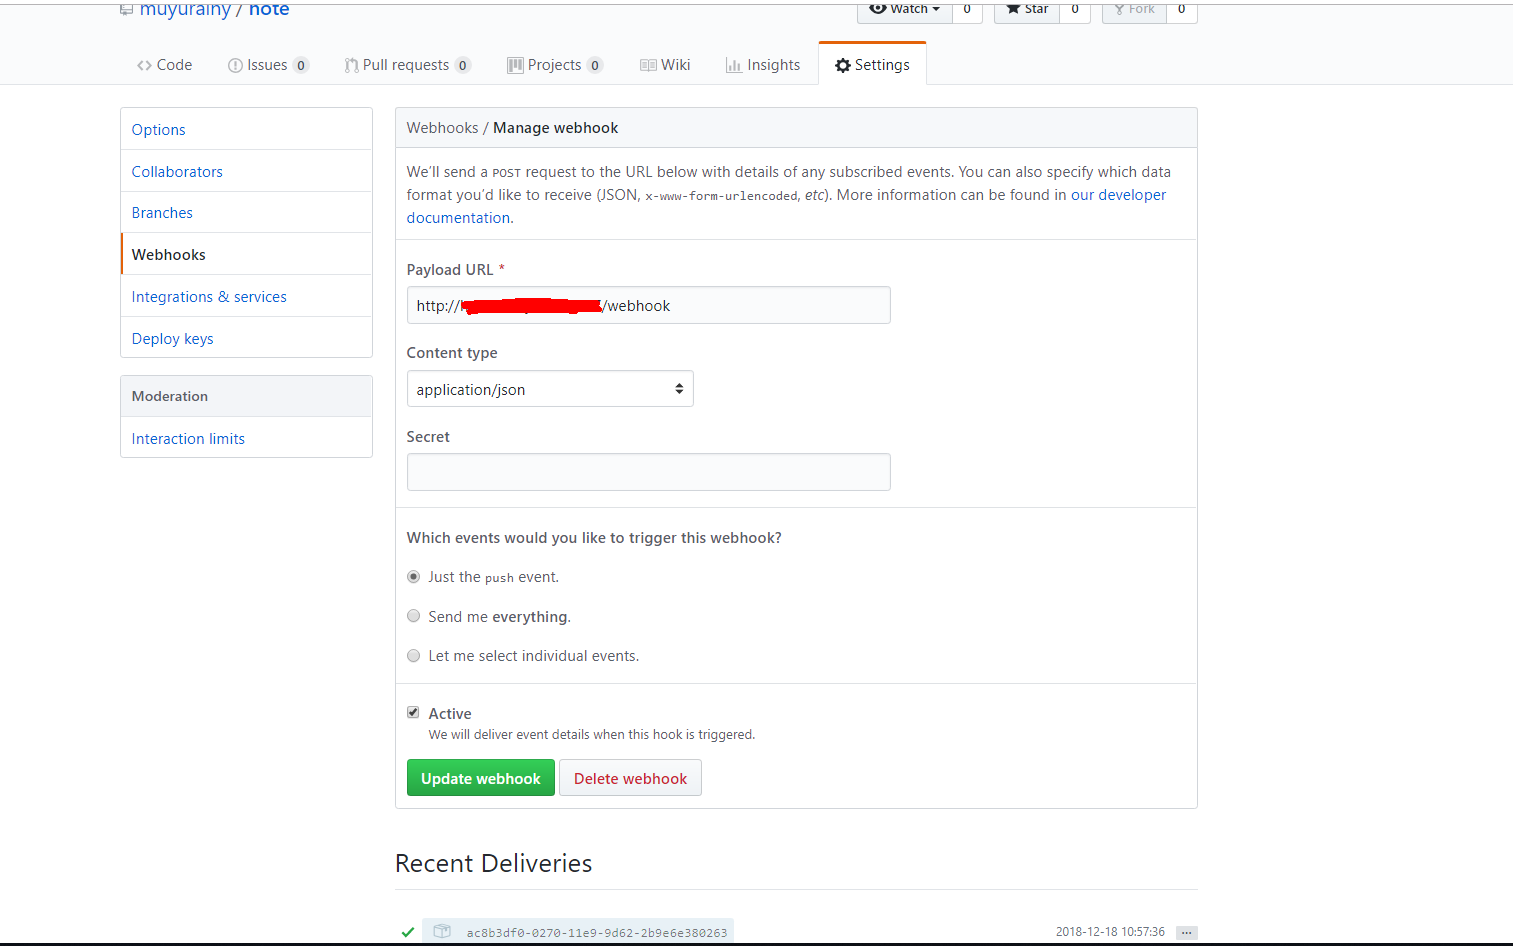 muyurainy / note
Watch 0 Star 0 Fork 0
Code Issues 0 Pull requests 0 Projects 0 Wiki Insights Settings
Options
Collaborators
Branches
Webhooks
Integrations & services
Deploy keys
Moderation
Interaction limits
Webhooks / Manage webhook
We’ll send a POST request to the URL below with details of any subscribed events. You can also specify which data
format you’d like to receive (JSON, x-www-form-urlencoded, etc). More information can be found in our developer
documentation.
Payload URL *
http:// /webhook
Content type
application/json
Secret
Which events would you like to trigger this webhook?
Just the push event.
Send me everything.
Let me select individual events.
Active
We will deliver event details when this hook is triggered.
Update webhook Delete webhook
Recent Deliveries
ac8b3df0-0270-11e9-9d62-2b9e6e380263 2018-12-18 10:57:36 ...